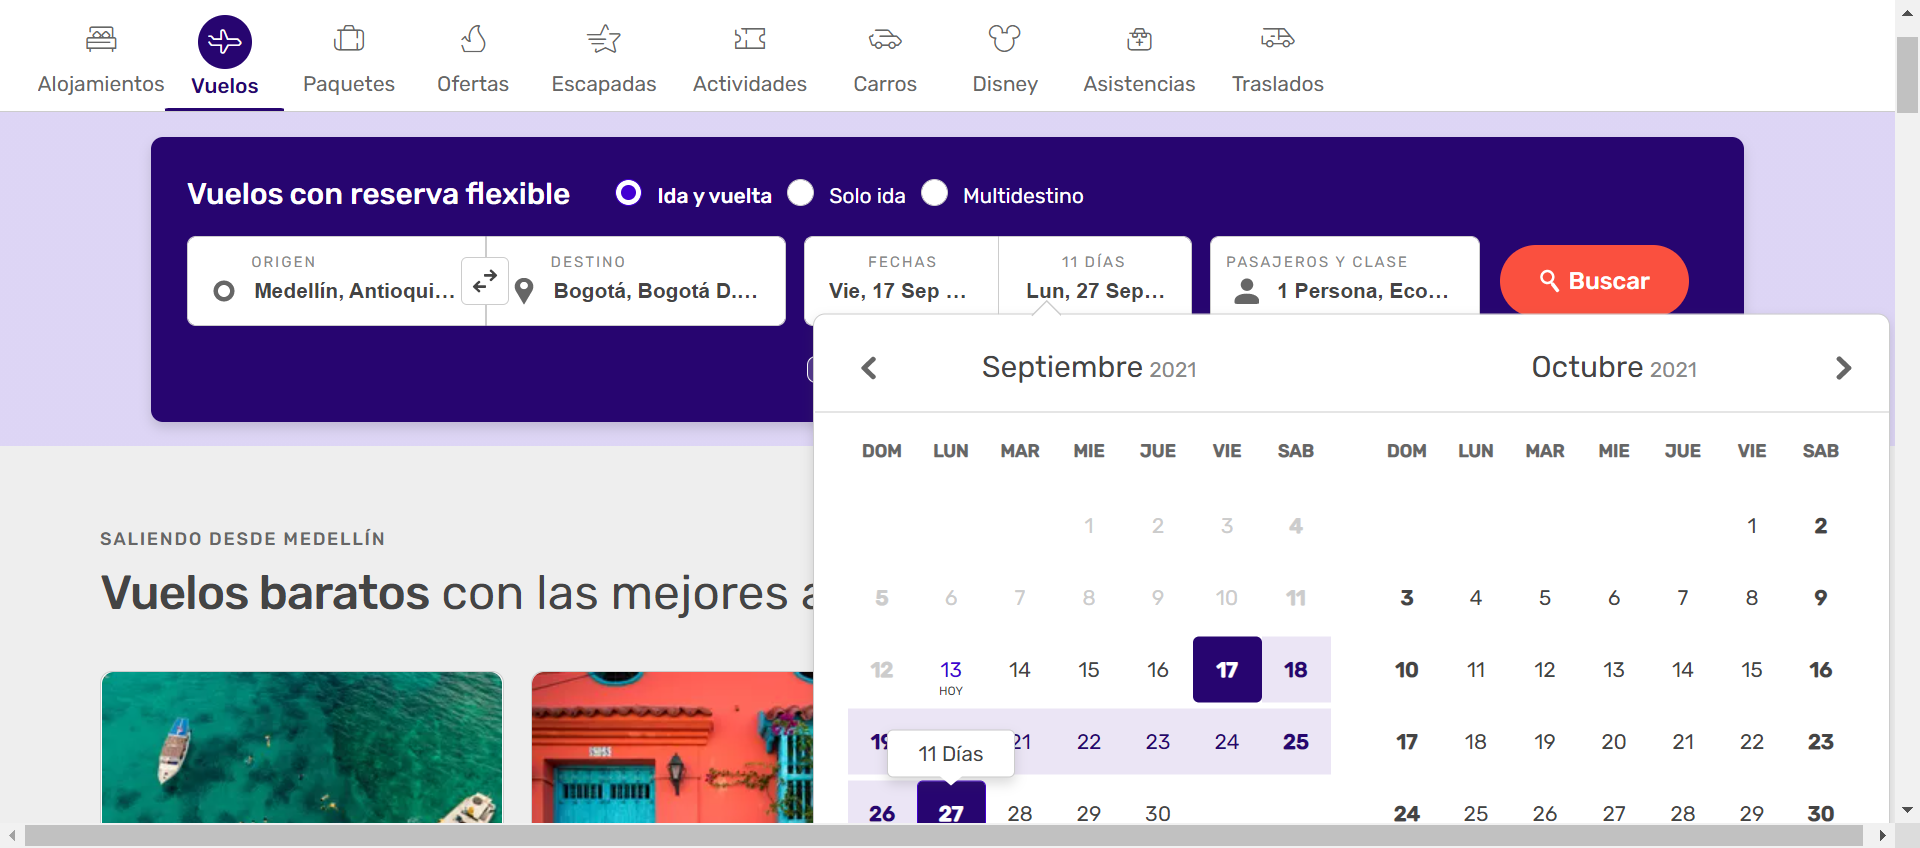 Alojamientos Vuelos Paquetes Ofertas Escapadas Actividades Carros Disney Asistencias Traslados
Vuelos con reserva flexible Ida y vuelta Solo ida Multidestino
ORIGEN DESTINO FECHAS 11 DÍAS PASAJEROS Y CLASE
Medellín, Antioqui... Bogotá, Bogotá D.... Vie, 17 Sep ... Lun, 27 Sep... 1 Persona, Eco... Buscar
Septiembre 2021 Octubre 2021
DOM LUN MAR MIE JUE VIE SAB DOM LUN MAR MIE JUE VIE SAB
1 2 3 4 1 2
5 6 7 8 9 10 11 3 4 5 6 7 8 9
12 13 14 15 16 17 18 10 11 12 13 14 15 16
HOY
19 21 22 23 24 25 17 18 19 20 21 22 23
11 Días
26 27 28 29 30 24 25 26 27 28 29 30
SALIENDO DESDE MEDELLÍN
Vuelos baratos con las mejores a